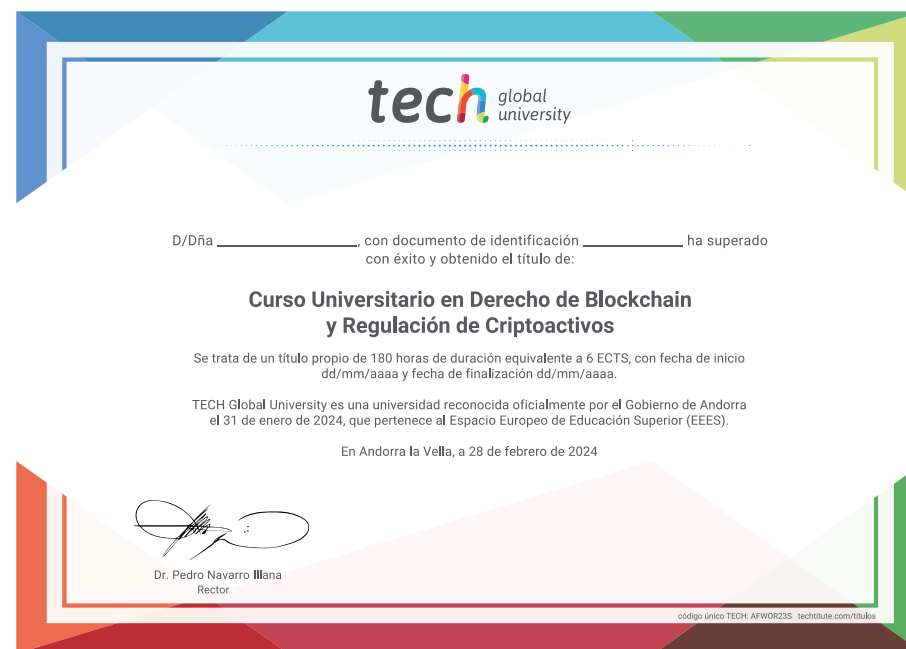 tech global
university
D/Dña ____________________, con documento de identificación ______________ ha superado
con éxito y obtenido el título de:
Curso Universitario en Derecho de Blockchain
y Regulación de Criptoactivos
Se trata de un título propio de 180 horas de duración equivalente a 6 ECTS, con fecha de inicio
dd/mm/aaaa y fecha de finalización dd/mm/aaaa.
TECH Global University es una universidad reconocida oficialmente por el Gobierno de Andorra
el 31 de enero de 2024, que pertenece al Espacio Europeo de Educación Superior (EEES).
En Andorra la Vella, a 28 de febrero de 2024
Dr. Pedro Navarro Illana
Rector
código único TECH: AFWOR23S techtitute.com/titulos